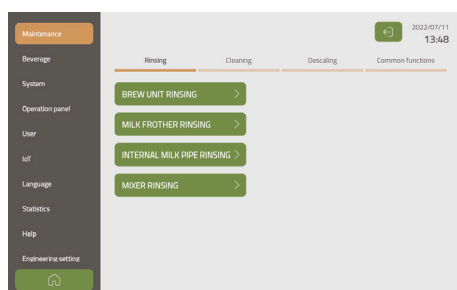 Maintenance
Beverage
System
Operation panel
User
IoT
Language
Statistics
Help
Engineering setting
2022/07/11
13:48
Rinsing Cleaning Descaling Common functions
BREW UNIT RINSING
MILK FROTHER RINSING
INTERNAL MILK PIPE RINSING
MIXER RINSING